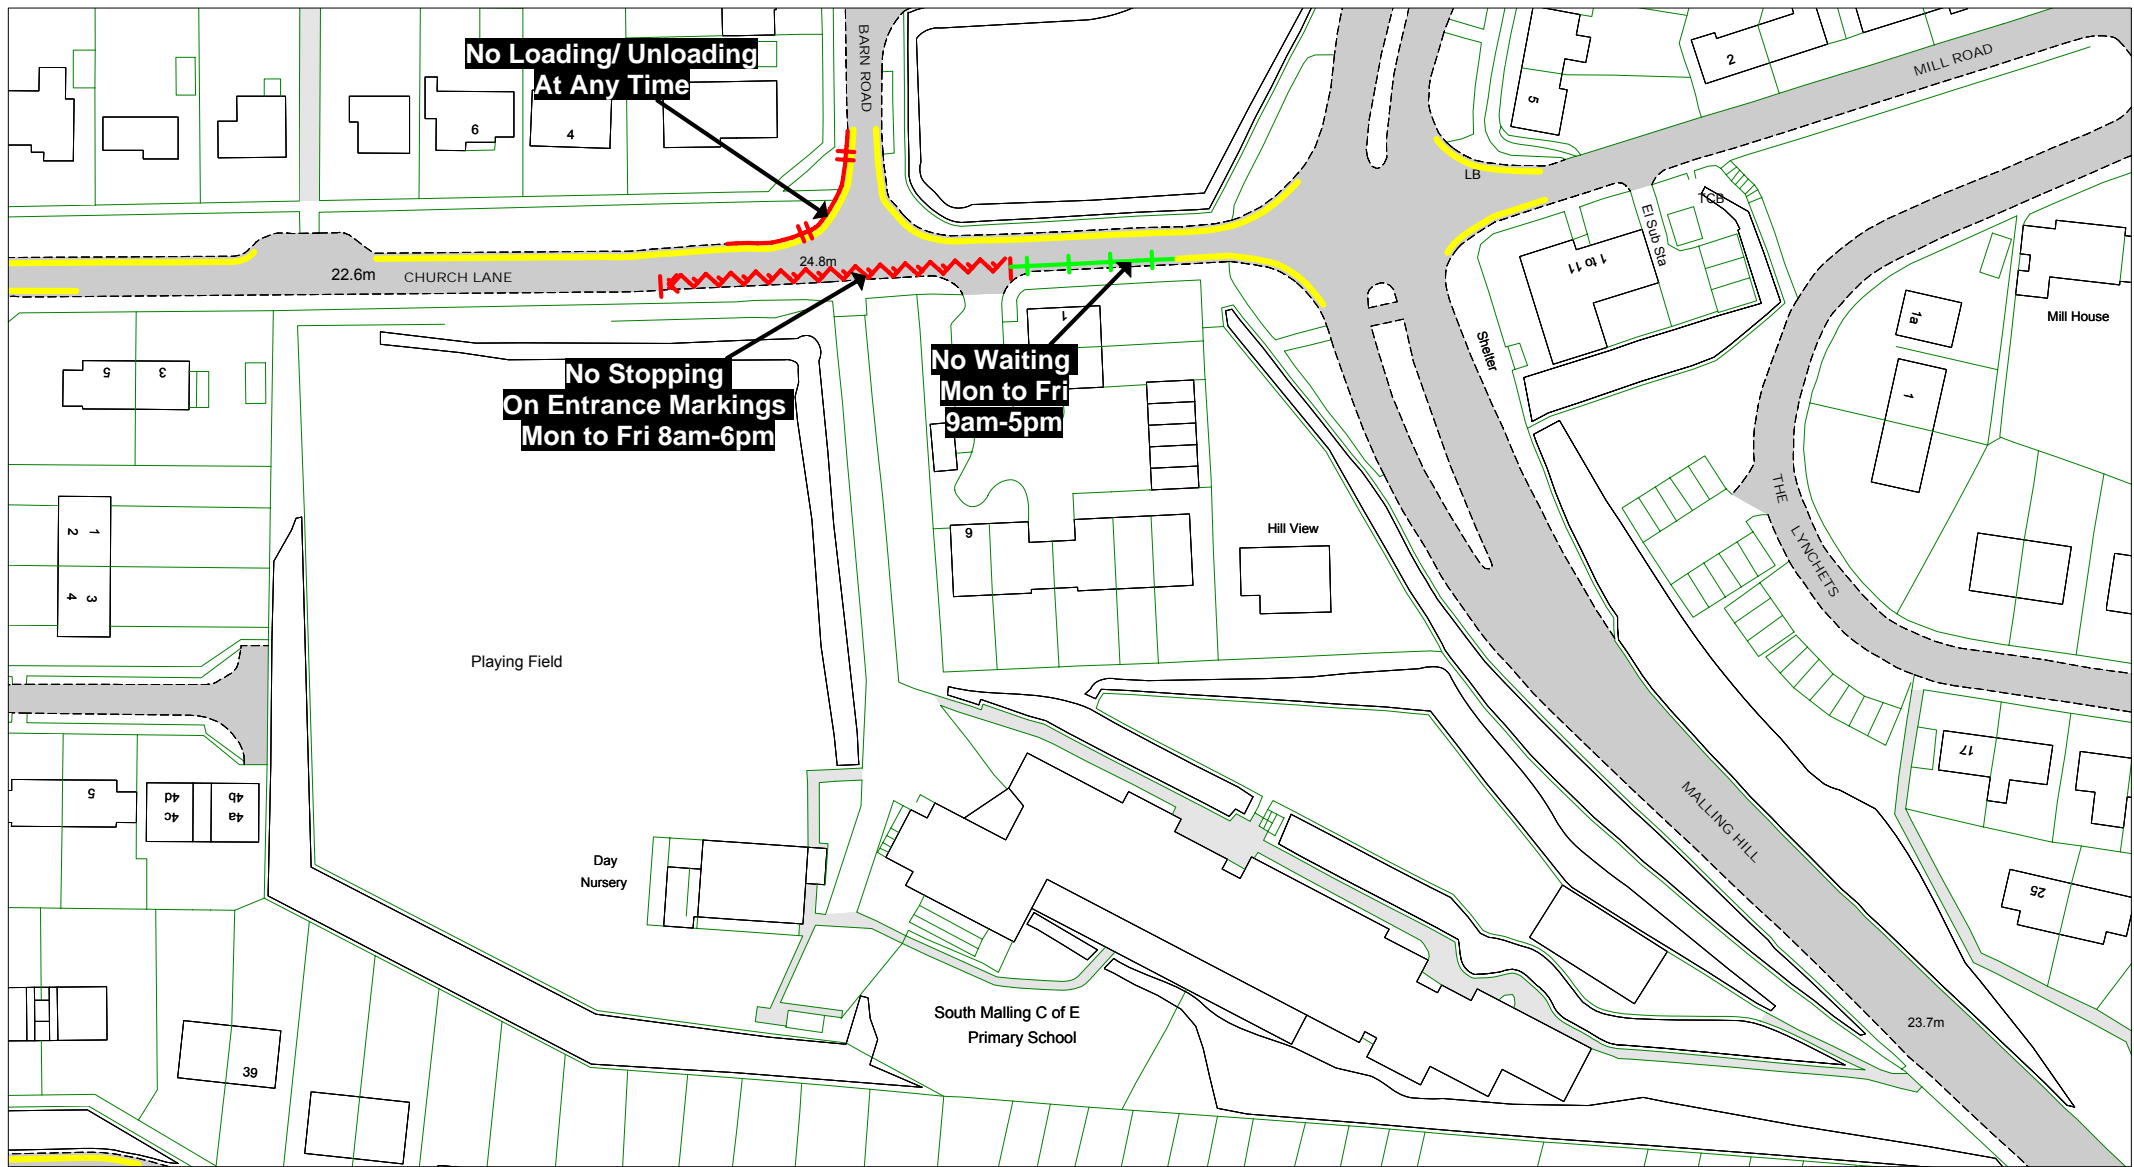 No Loading/ Unloading
At Any Time
BARN ROAD
MILL ROAD
2
5
6
4
LB
TCB
El Sub Sta
1 to 11
22.6m
CHURCH LANE
24.8m
Mill House
1a
1
Shelter
1
No Waiting
Mon to Fri
9am-5pm
No Stopping
On Entrance Markings
Mon to Fri 8am-6pm
5
3
1
2
3
4
9
Hill View
THE LYNCHETS
Playing Field
17
MALLING HILL
5
4d
4c
4b
4a
Day
Nursery
25
South Malling C of E
Primary School
23.7m
39